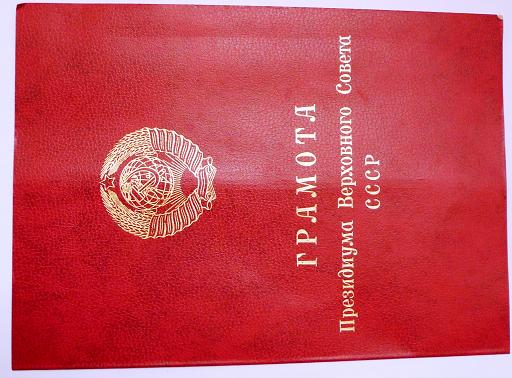 ГРАМОТА
Президиума Верховного Совета
СССР